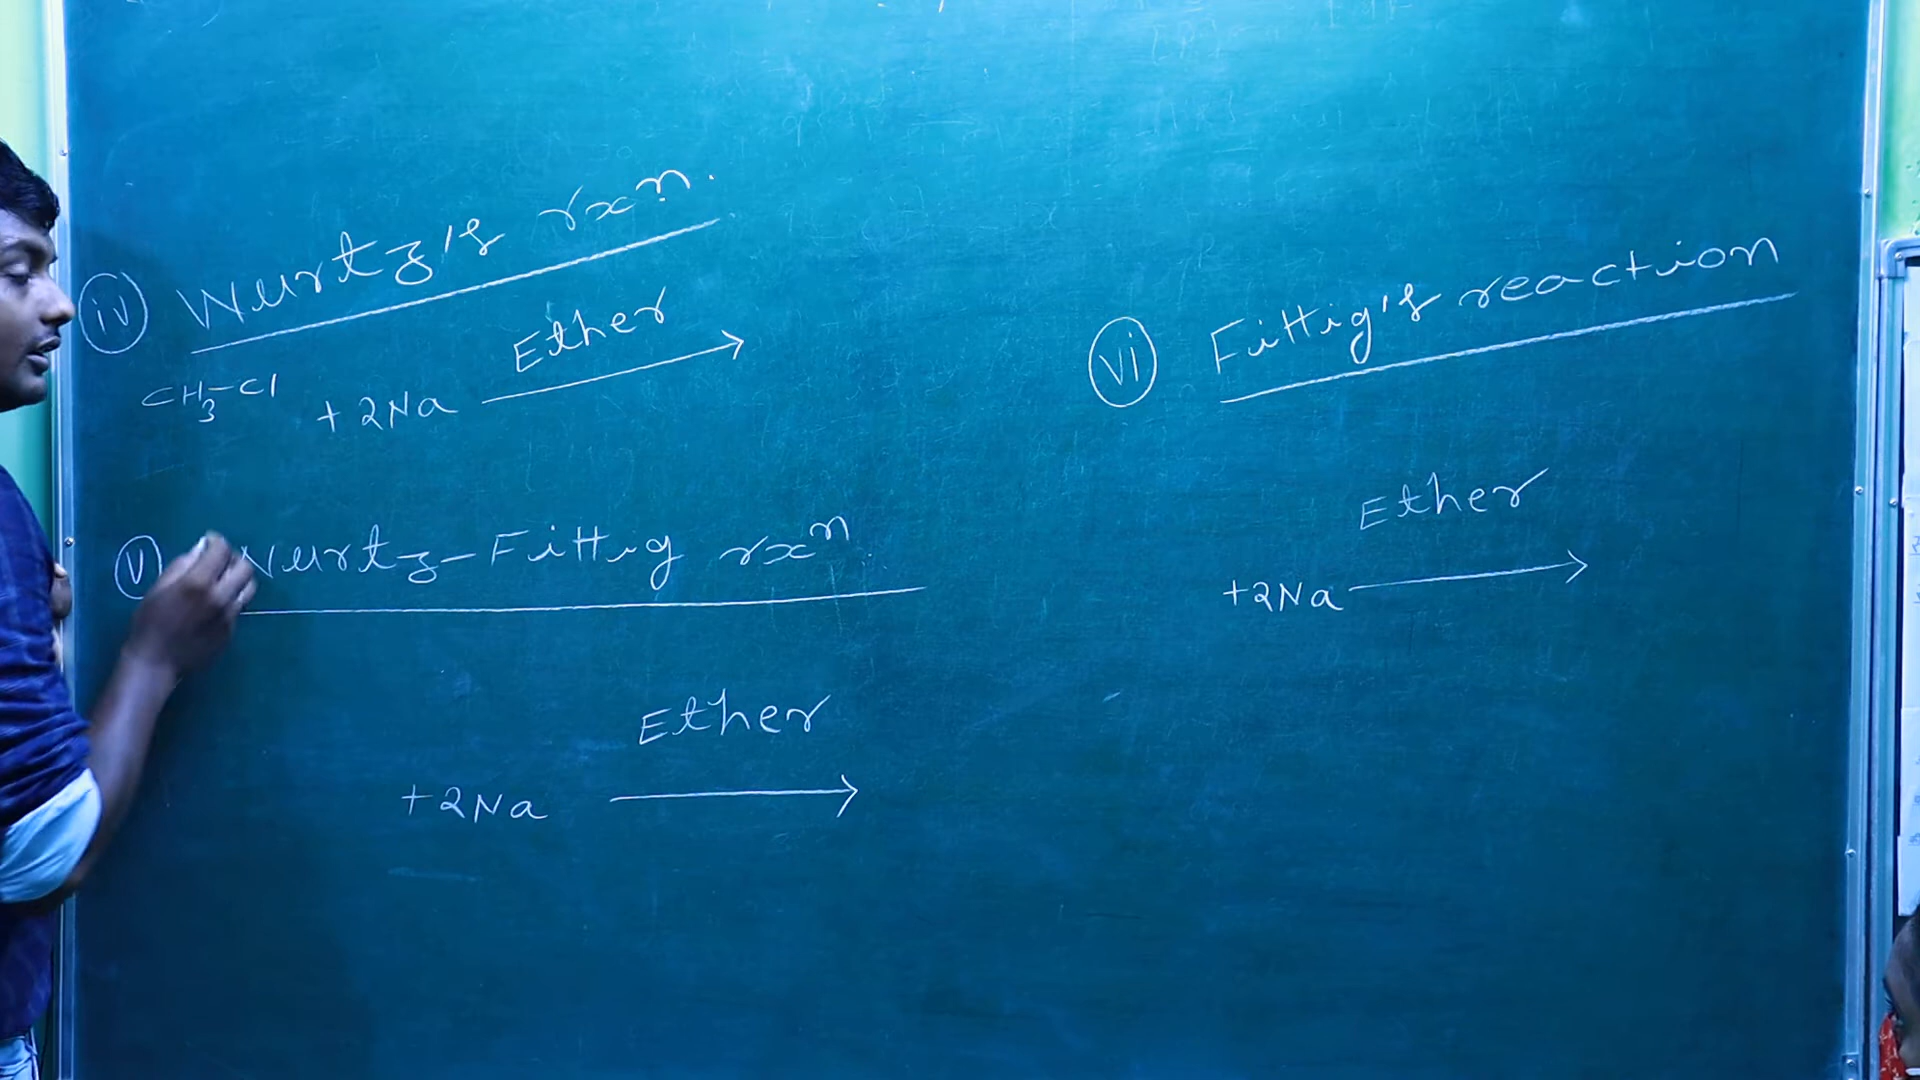 iv Wurtz's rxⁿ.
Ether
CH₃-Cl + 2Na →
v Wurtz-Fittig rxⁿ.
Ether
+2Na →
vi Fittig's reaction
Ether
+2Na →